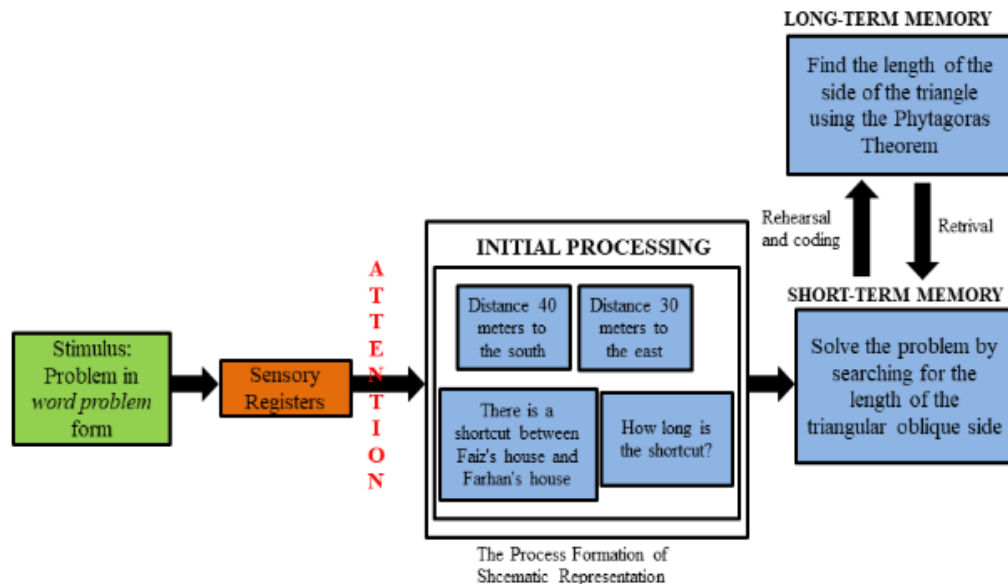 LONG-TERM MEMORY
Find the length of the
side of the triangle
using the Phytagoras
Theorem
Rehearsal
and coding
Retrival
INITIAL PROCESSING
Distance 40
meters to
the south
Distance 30
meters to
the east
There is a
shortcut between
Faiz's house and
Farhan's house
How long is
the shortcut?
The Process Formation of
Shcematic Representation
SHORT-TERM MEMORY
Solve the problem by
searching for the
length of the
triangular oblique side
Stimulus:
Problem in
word problem
form
Sensory
Registers
ATTENTION